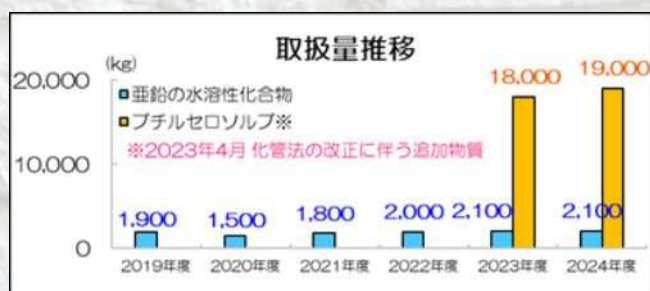 取扱量推移
(kg)
20,000
10,000
0
■亜鉛の水溶性化合物
■ブチルセロソルブ※
※2023年4月 化管法の改正に伴う追加物質
1,900
1,500
1,800
2,000
2,100
18,000
2,100
19,000
2019年度 2020年度 2021年度 2022年度 2023年度 2024年度